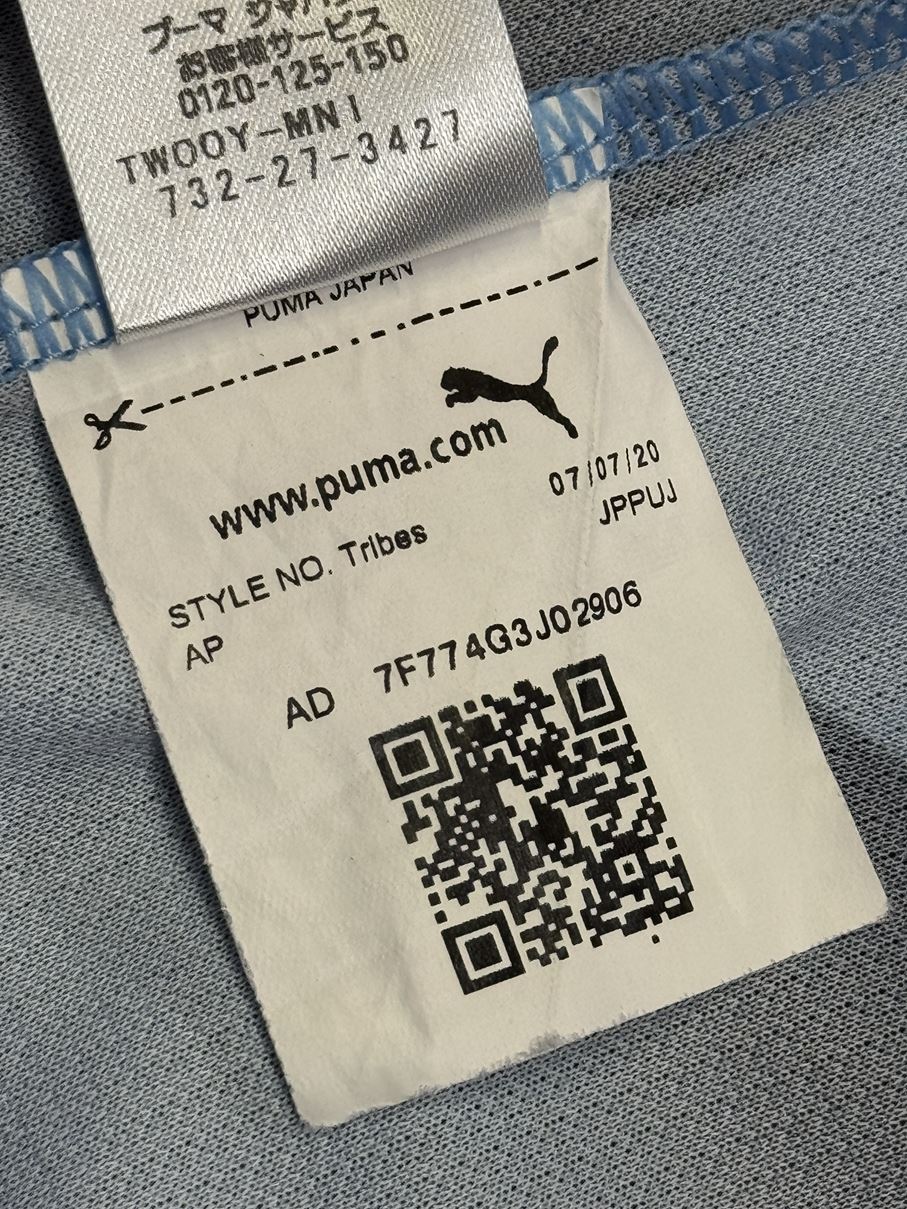 プーマ ジャパン
お客様サービス
0120-125-150
TWOOY-MNI
732-27-3427
PUMA JAPAN
www.puma.com
07/07/20
JPPUJ
STYLE NO. Tribes
AP
AD 7F774G3J02906